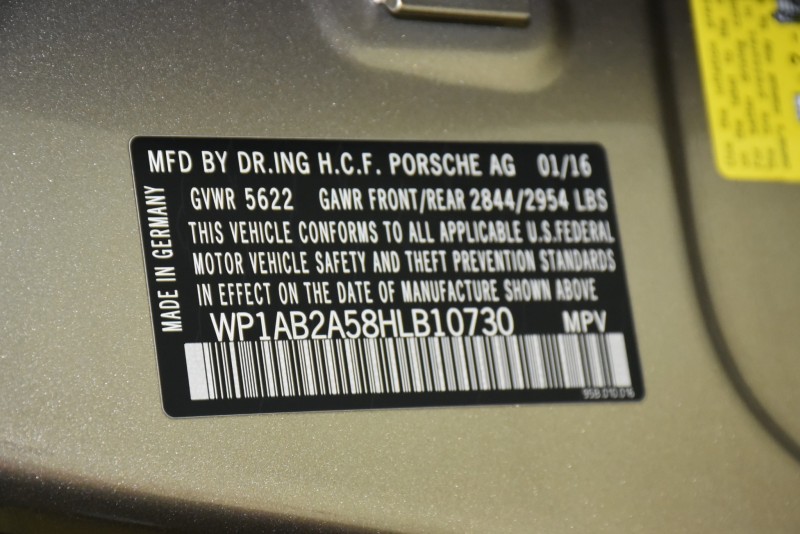 MFD BY DR.ING H.C.F. PORSCHE AG 01/16
GVWR 5622 GAWR FRONT/REAR 2844/2954 LBS
THIS VEHICLE CONFORMS TO ALL APPLICABLE U.S.FEDERAL
MOTOR VEHICLE SAFETY AND THEFT PREVENTION STANDARDS
IN EFFECT ON THE DATE OF MANUFACTURE SHOWN ABOVE
WP1AB2A58HLB10730 MPV
95B.010.016
MADE IN GERMANY